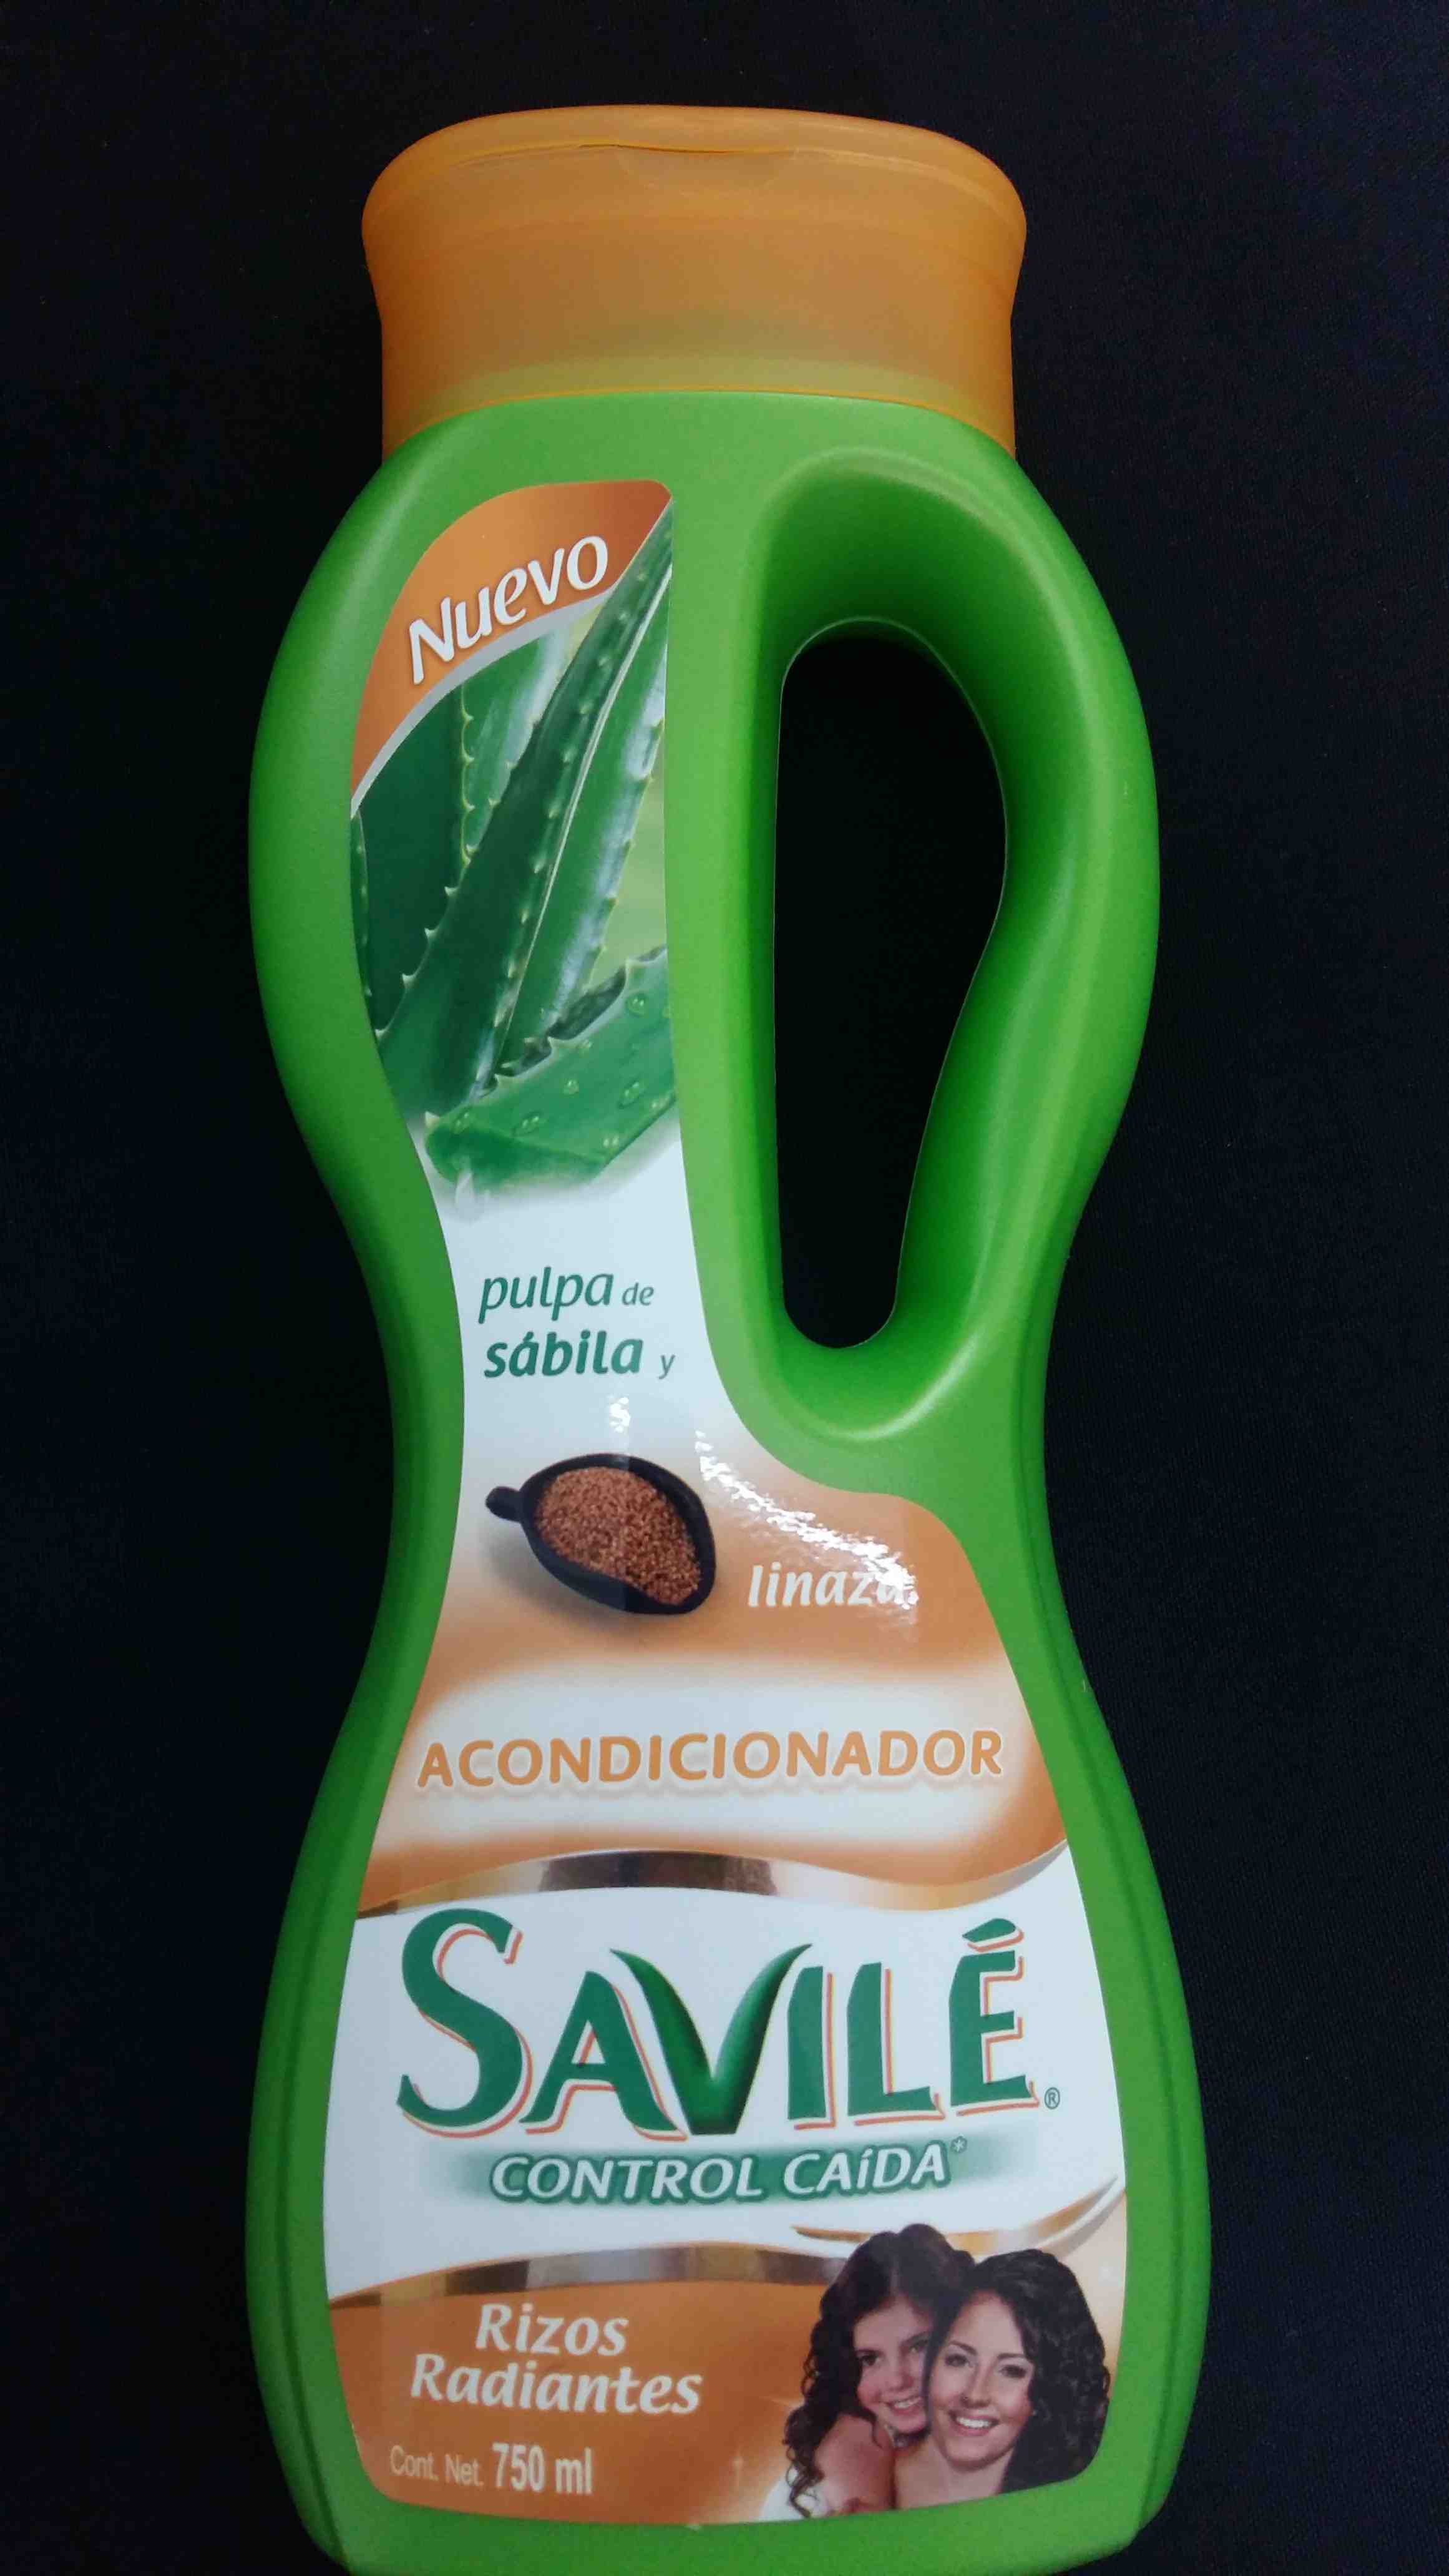 Nuevo
pulpa de
sábila y
linaza
ACONDICIONADOR
SAVILÉ®
CONTROL CAíDA*
Rizos
Radiantes
Cont. Net. 750 ml